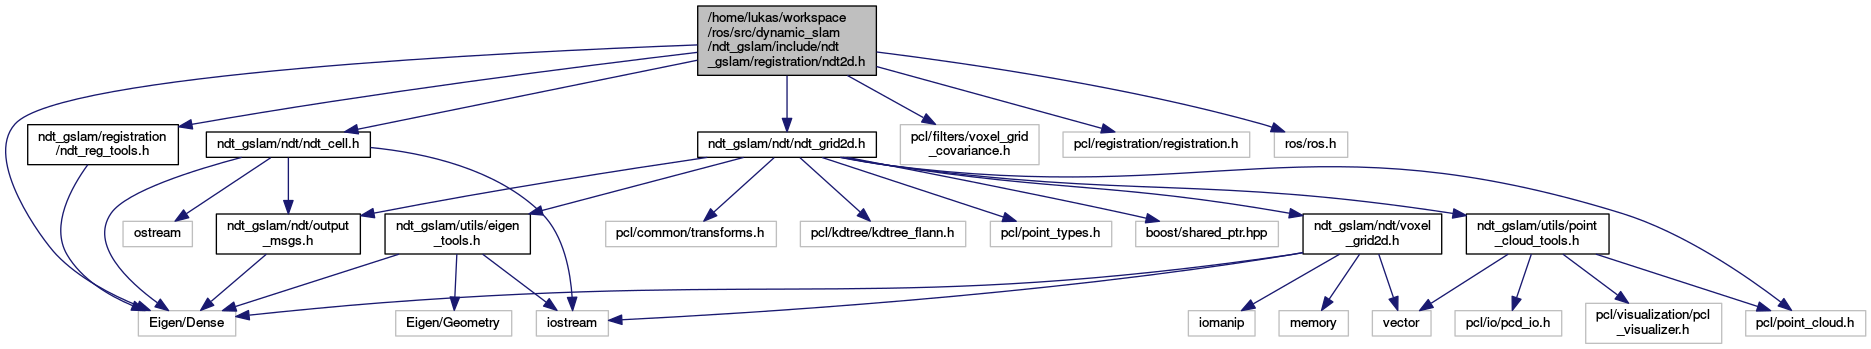 /home/lukas/workspace
/ros/src/dynamic_slam
/ndt_gslam/include/ndt
_gslam/registration/ndt2d.h
ndt_gslam/registration
/ndt_reg_tools.h
ndt_gslam/ndt/ndt_cell.h
ndt_gslam/ndt/ndt_grid2d.h
pcl/filters/voxel_grid
_covariance.h
pcl/registration/registration.h
ros/ros.h
ostream
ndt_gslam/ndt/output
_msgs.h
ndt_gslam/utils/eigen
_tools.h
pcl/common/transforms.h
pcl/kdtree/kdtree_flann.h
pcl/point_types.h
boost/shared_ptr.hpp
ndt_gslam/ndt/voxel
_grid2d.h
ndt_gslam/utils/point
_cloud_tools.h
Eigen/Dense
Eigen/Geometry
iostream
iomanip
memory
vector
pcl/io/pcd_io.h
pcl/visualization/pcl
_visualizer.h
pcl/point_cloud.h